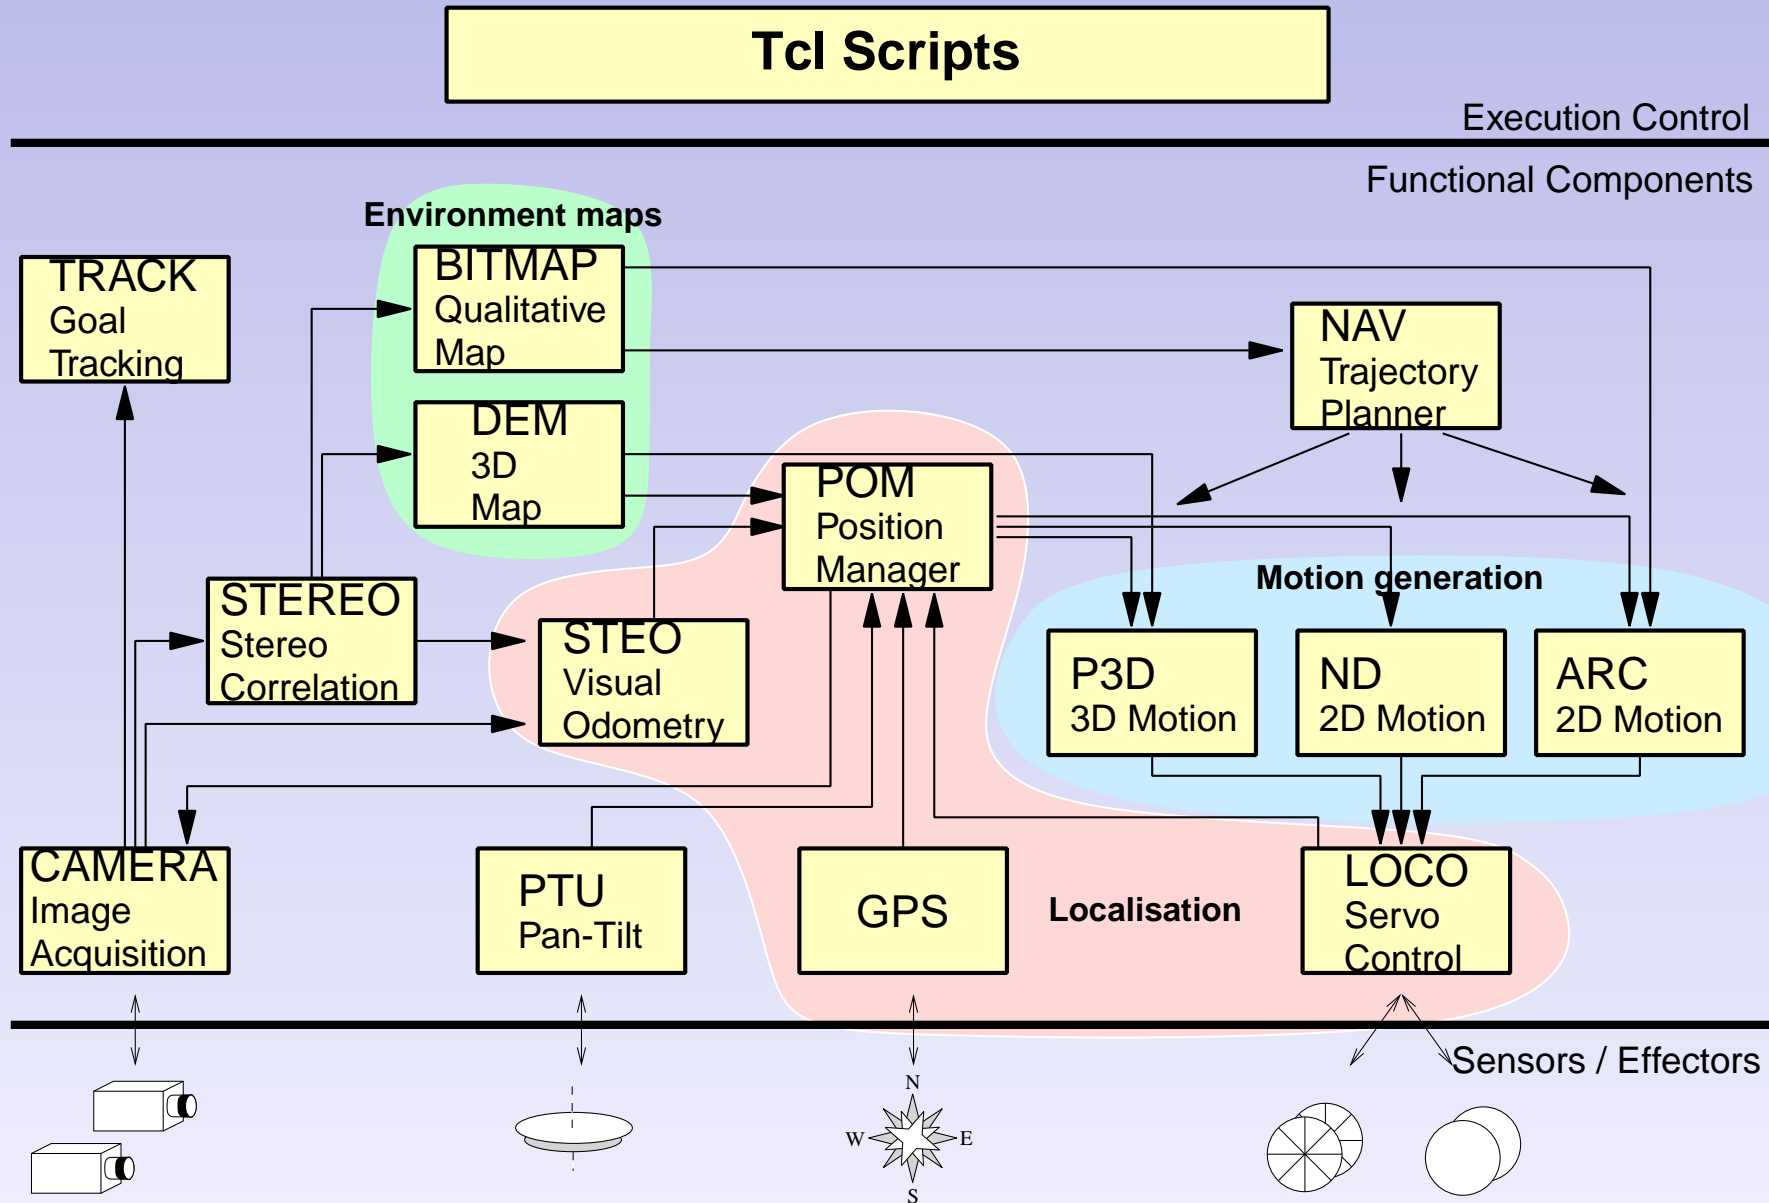 Tcl Scripts
Execution Control
Functional Components
Environment maps
TRACK
Goal
Tracking
BITMAP
Qualitative
Map
NAV
Trajectory
Planner
DEM
3D
Map
POM
Position
Manager
STEREO
Stereo
Correlation
STEO
Visual
Odometry
Motion generation
P3D
3D Motion
ND
2D Motion
ARC
2D Motion
CAMERA
Image
Acquisition
PTU
Pan-Tilt
GPS
Localisation
LOCO
Servo
Control
Sensors / Effectors
N
W
E
S